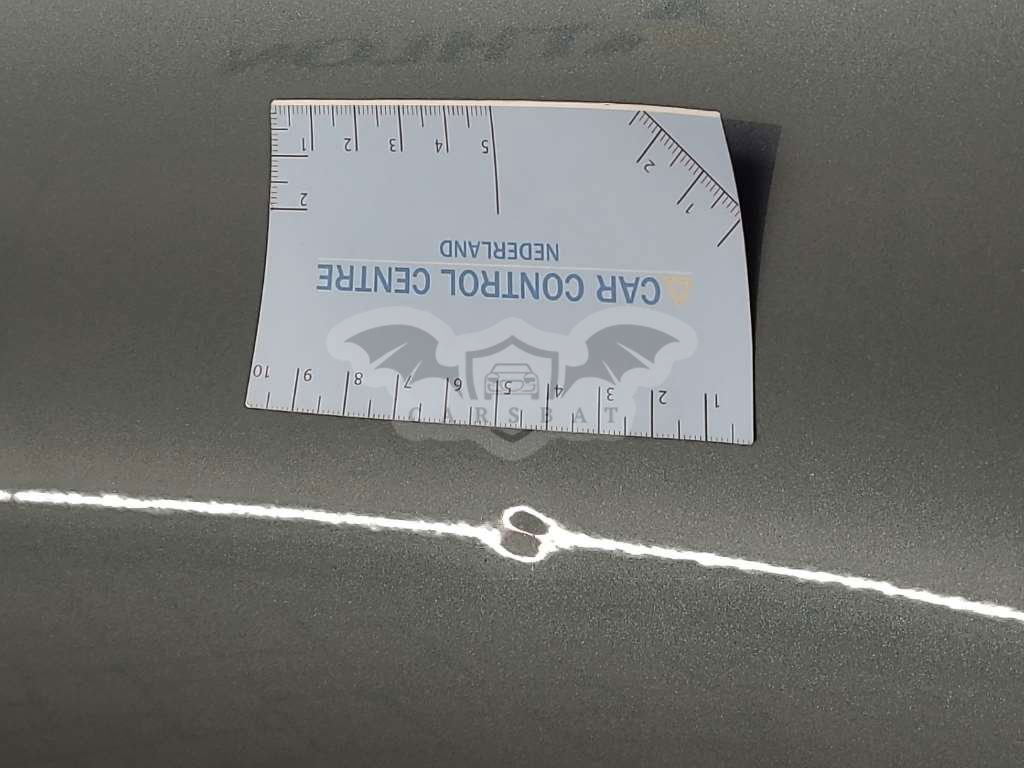 1 2 3 4 5 6 7 8 9 10
CAR CONTROL CENTRE
NEDERLAND
1 2
2
5 4 3 2 1
CARSBAT